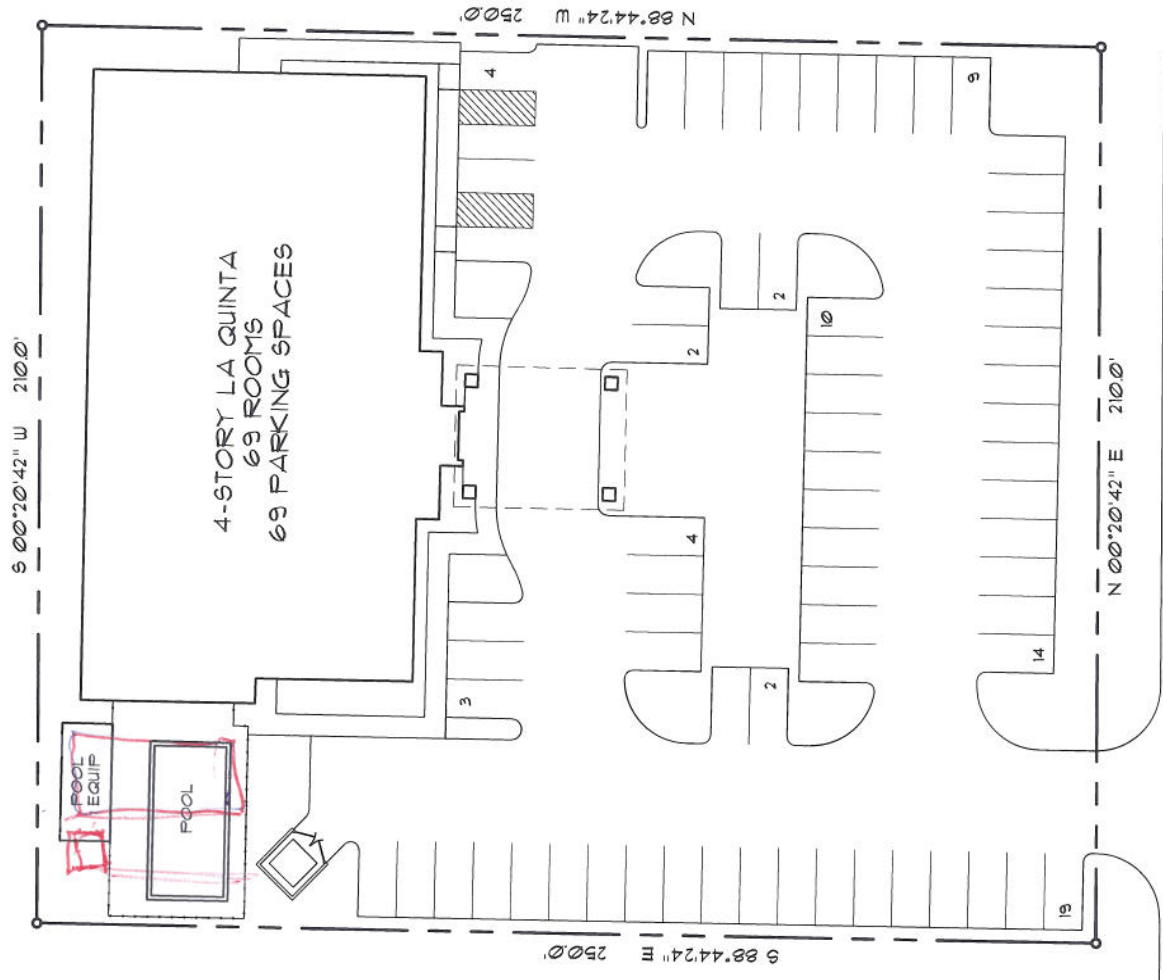 N 88°44'24" W 250.0'
S 00°20'42" W 210.0'
4-STORY LA QUINTA
69 ROOMS
69 PARKING SPACES
4
9
2
2
10
4
3
2
14
POOL
EQUIP
POOL
19
N 00°20'42" E 210.0'
S 88°44'24" E 250.0'